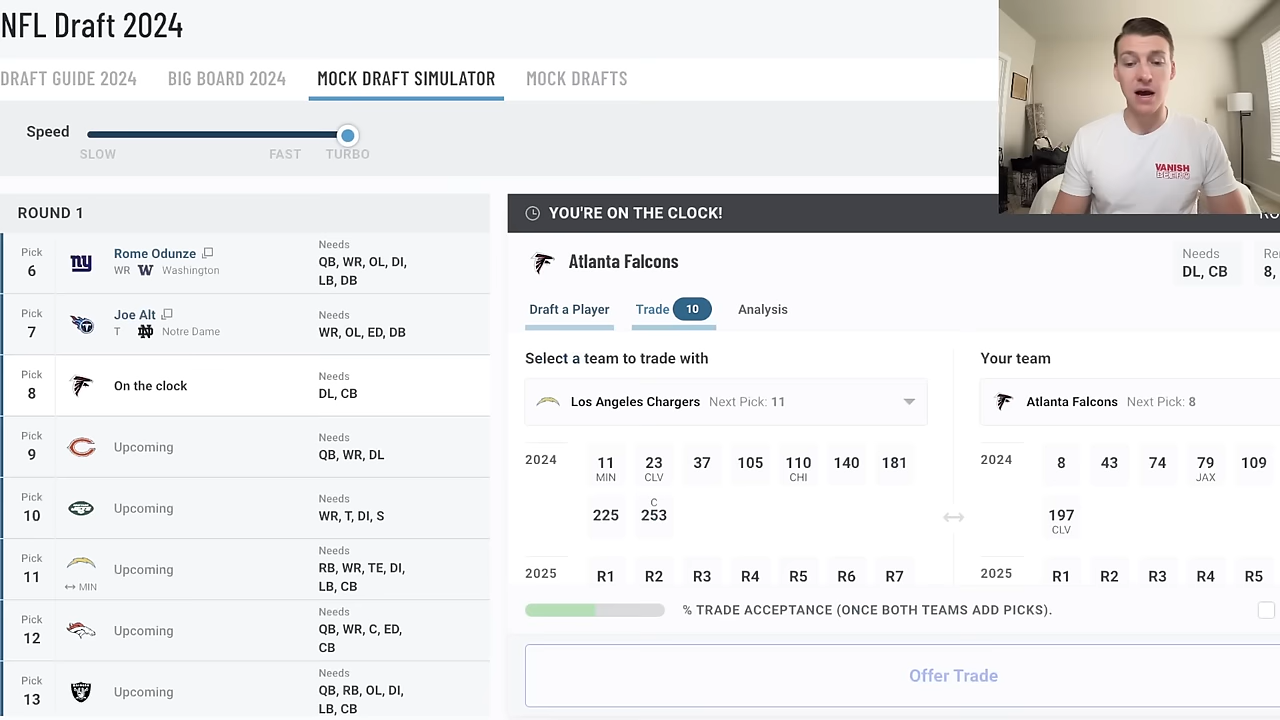 NFL Draft 2024
DRAFT GUIDE 2024 BIG BOARD 2024 MOCK DRAFT SIMULATOR MOCK DRAFTS
Speed
SLOW FAST TURBO
VANISH
ROUND 1
YOU'RE ON THE CLOCK!
Pick
6
Rome Odunze
WR W Washington
Needs
QB, WR, OL, DI,
LB, DB
Pick
7
Joe Alt
T Notre Dame
Needs
WR, OL, ED, DB
Pick
8
On the clock
Needs
DL, CB
Pick
9
Upcoming
Needs
QB, WR, DL
Pick
10
Upcoming
Needs
WR, T, DI, S
Pick
11
↔ MIN
Upcoming
Needs
RB, WR, TE, DI,
LB, CB
Pick
12
Upcoming
Needs
QB, WR, C, ED,
CB
Pick
13
Upcoming
Needs
QB, RB, OL, DI,
LB, CB
Atlanta Falcons
Needs
DL, CB
8,
Draft a Player Trade 10 Analysis
Select a team to trade with
Los Angeles Chargers Next Pick: 11
2024 11 MIN 23 CLV 37 105 110 CHI 140 181
225 C 253
2025 R1 R2 R3 R4 R5 R6 R7
Your team
Atlanta Falcons Next Pick: 8
2024 8 43 74 79 JAX 109
197 CLV
2025 R1 R2 R3 R4 R5
% TRADE ACCEPTANCE (ONCE BOTH TEAMS ADD PICKS).
Offer Trade